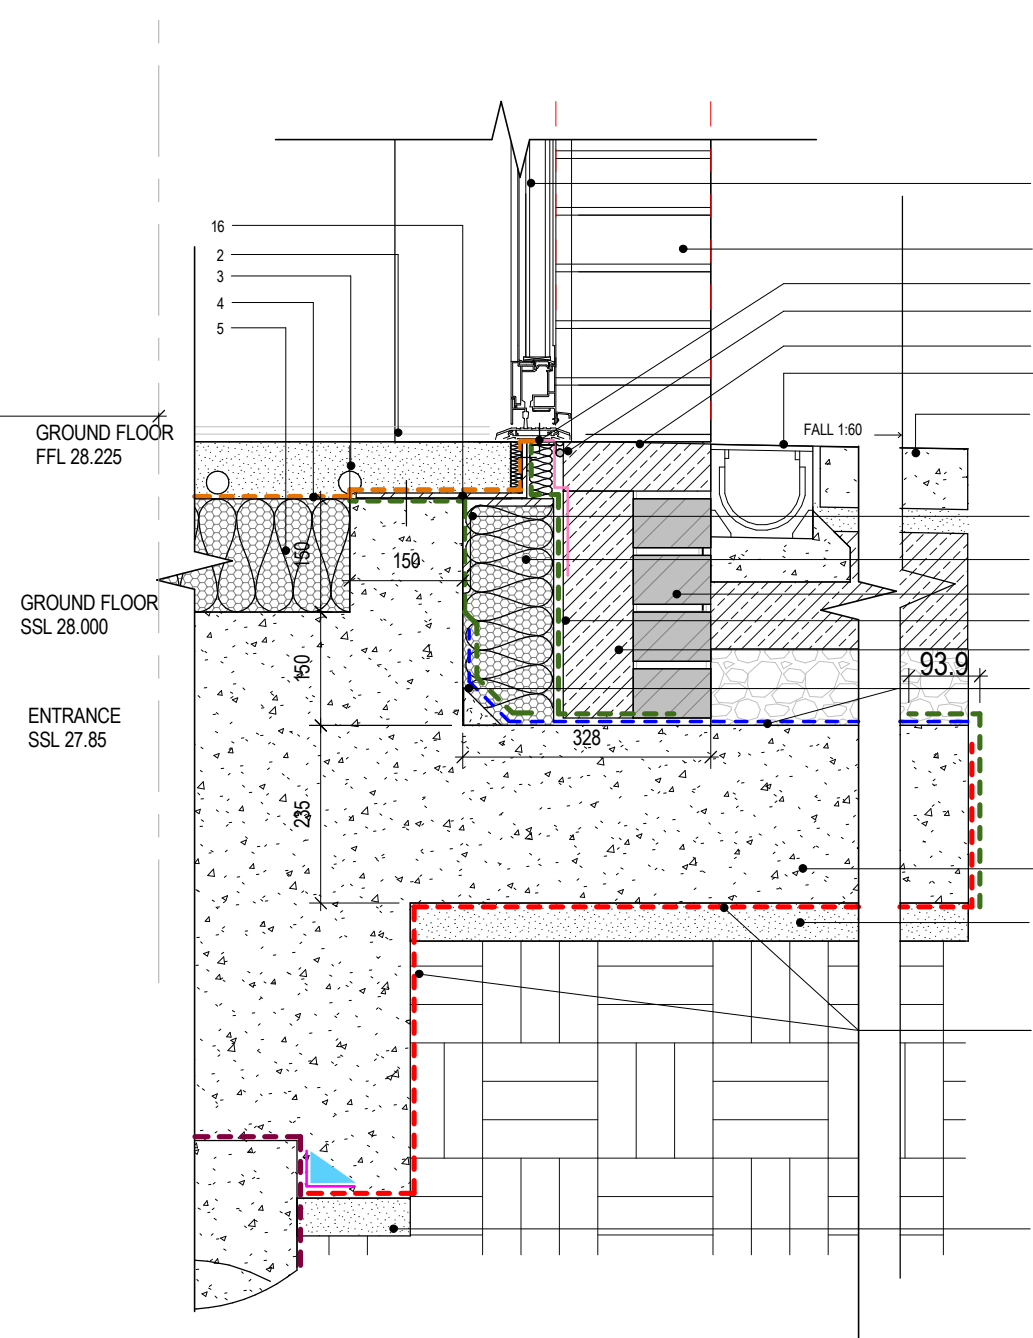 16
2
3
4
5
GROUND FLOOR
FFL 28.225
FALL 1:60
150
150
GROUND FLOOR
SSL 28.000
150
93.9
ENTRANCE
SSL 27.85
328
235